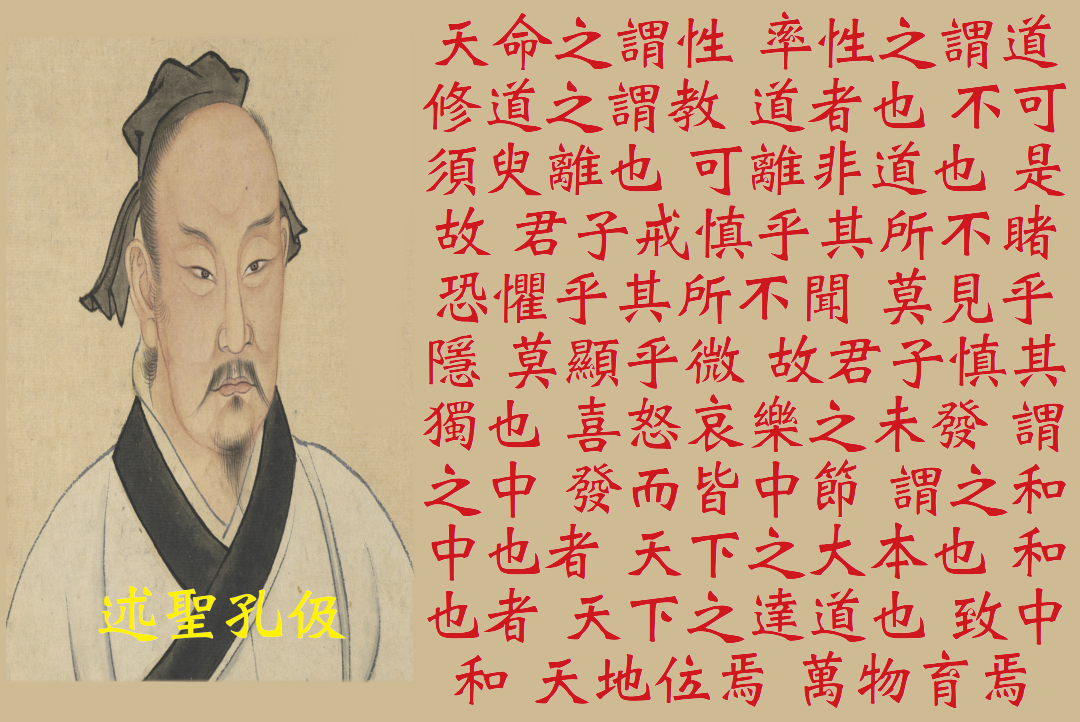 天命之謂性 率性之謂道
修道之謂教 道者也 不可
須臾離也 可離非道也 是
故 君子戒慎乎其所不睹
恐懼乎其所不聞 莫見乎
隱 莫顯乎微 故君子慎其
獨也 喜怒哀樂之未發 謂
之中 發而皆中節 謂之和
中也者 天下之大本也 和
也者 天下之達道也 致中
和 天地位焉 萬物育焉
述聖孔伋